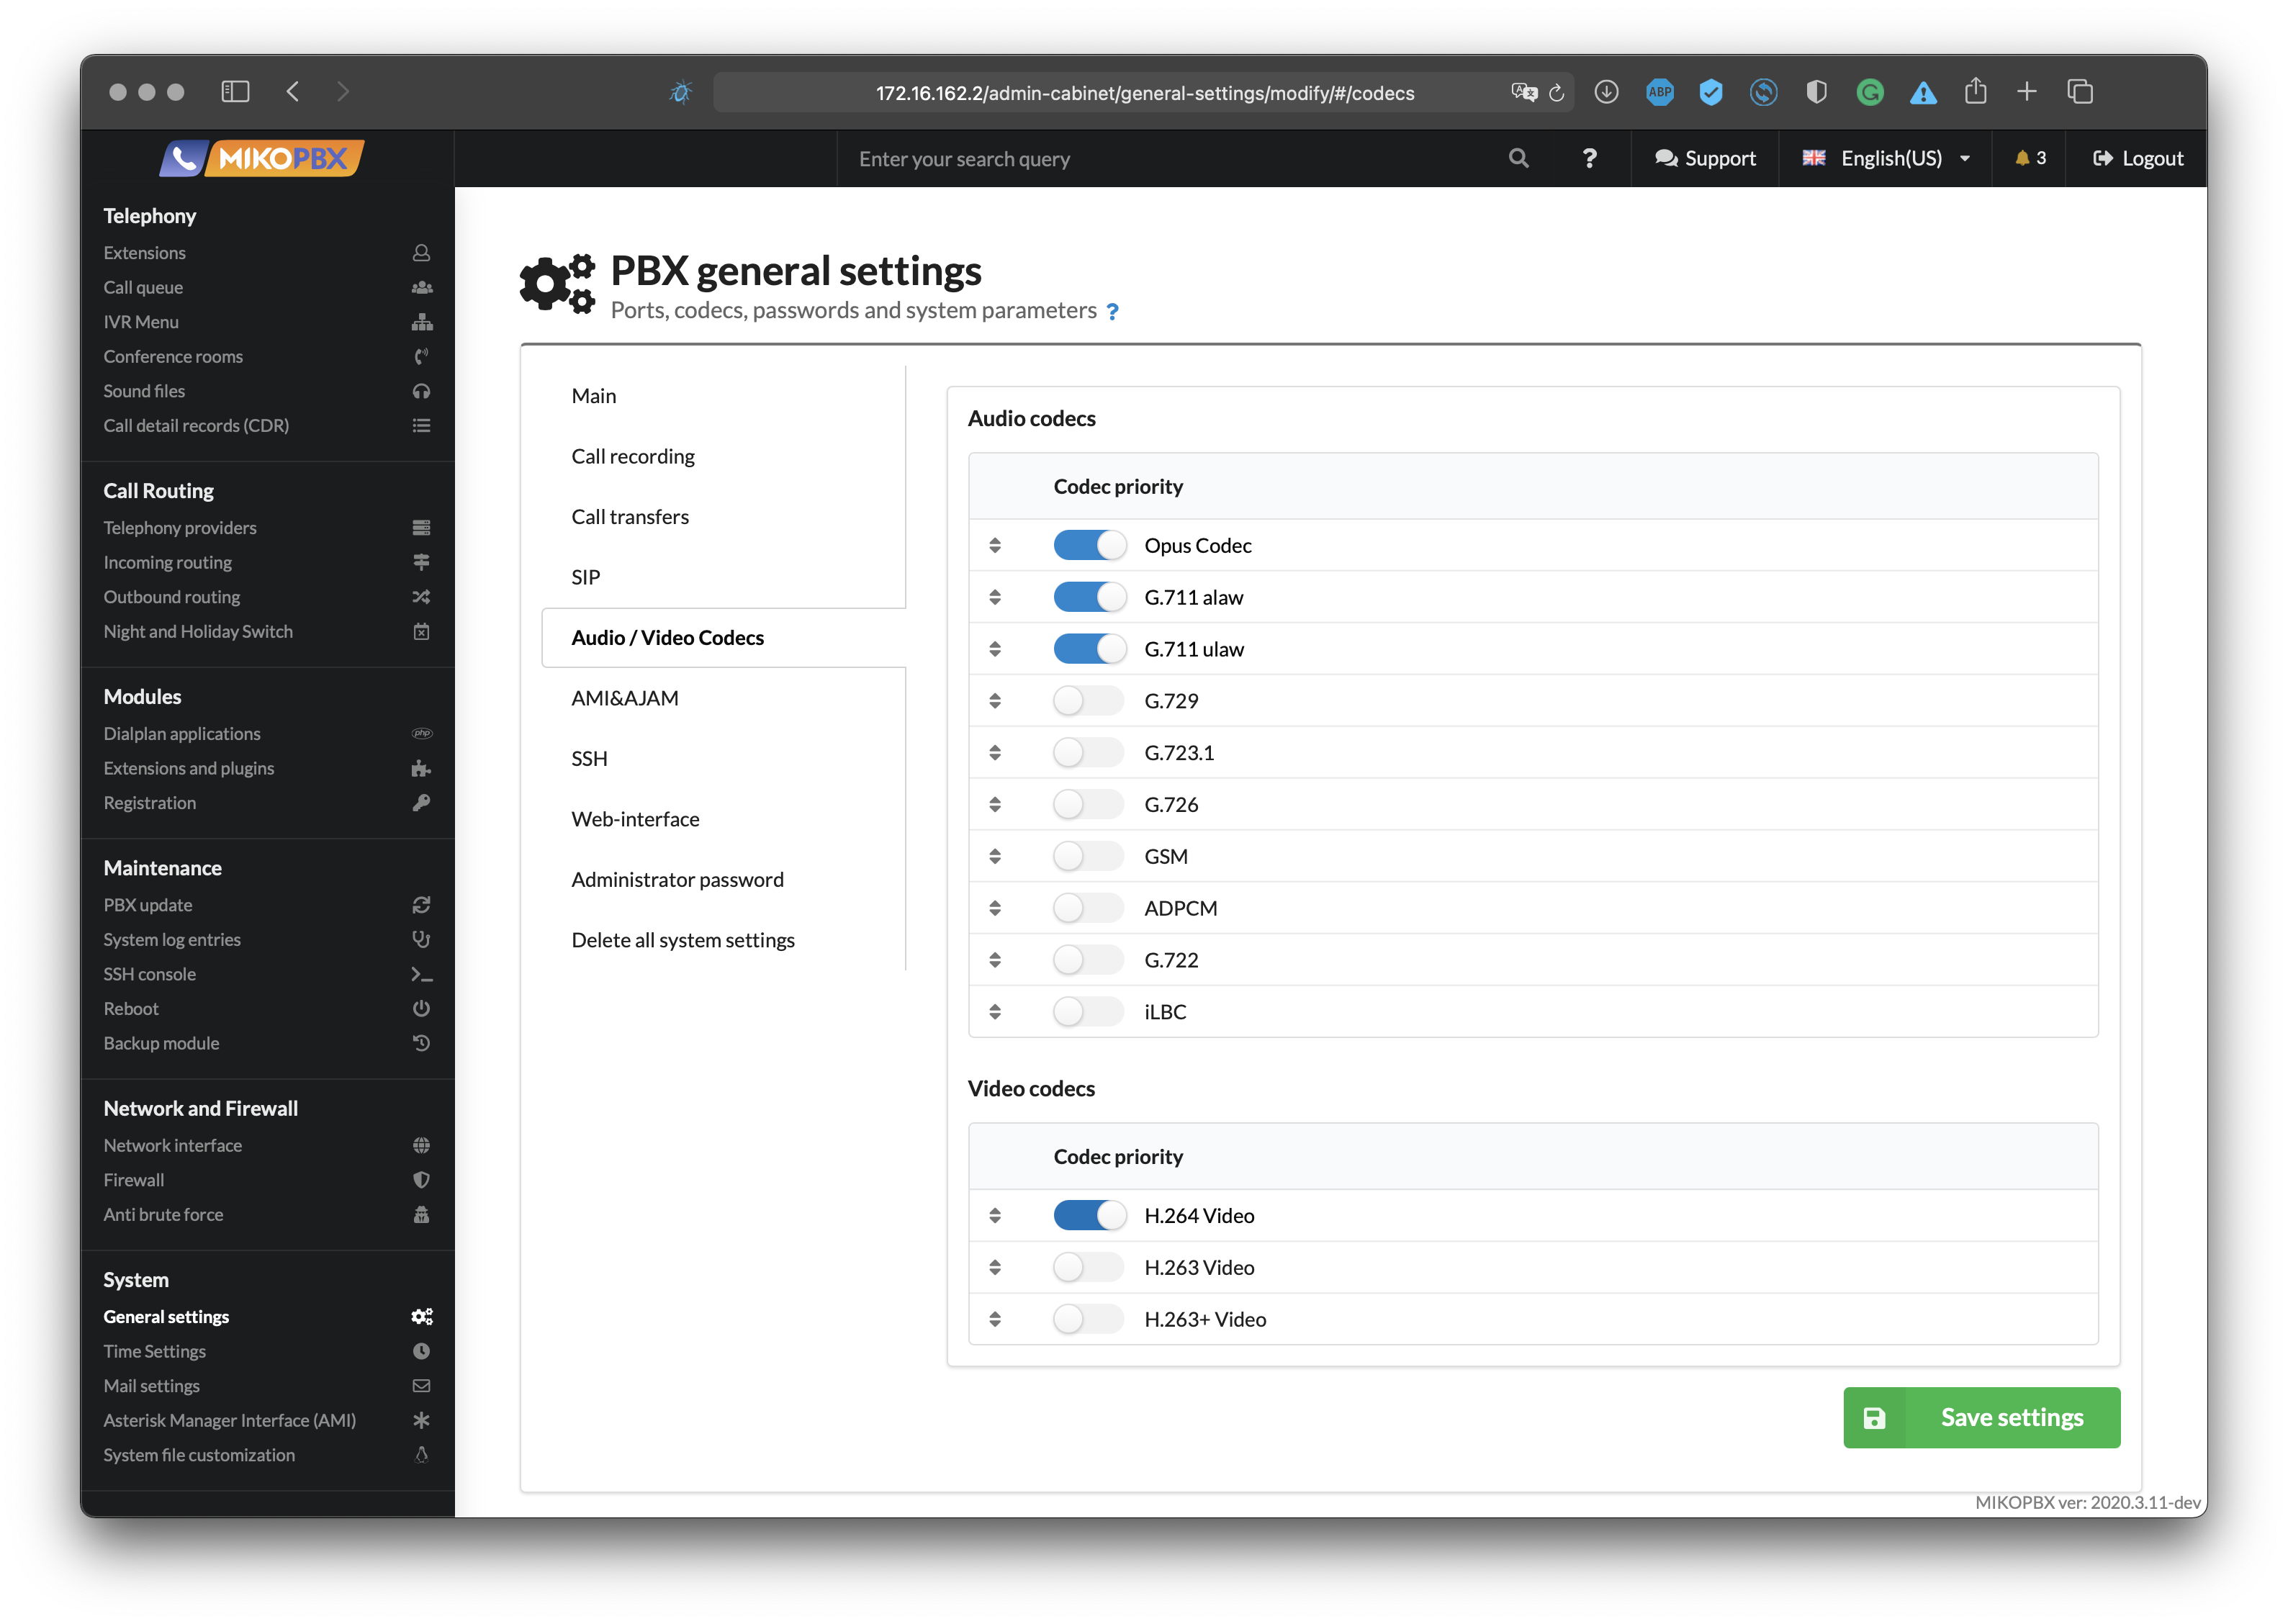 172.16.162.2/admin-cabinet/general-settings/modify/#/codecs
ABP
MIKOPBX
Enter your search query
?
Support
English(US)
3
Logout
Telephony
Extensions
Call queue
IVR Menu
Conference rooms
Sound files
Call detail records (CDR)
Call Routing
Telephony providers
Incoming routing
Outbound routing
Night and Holiday Switch
Modules
Dialplan applications
php
Extensions and plugins
Registration
Maintenance
PBX update
System log entries
SSH console
Reboot
Backup module
Network and Firewall
Network interface
Firewall
Anti brute force
System
General settings
Time Settings
Mail settings
Asterisk Manager Interface (AMI)
System file customization
PBX general settings
Ports, codecs, passwords and system parameters ?
Main
Call recording
Call transfers
SIP
Audio / Video Codecs
AMI&AJAM
SSH
Web-interface
Administrator password
Delete all system settings
Audio codecs
Codec priority
Opus Codec
G.711 alaw
G.711 ulaw
G.729
G.723.1
G.726
GSM
ADPCM
G.722
iLBC
Video codecs
Codec priority
H.264 Video
H.263 Video
H.263+ Video
Save settings
MIKOPBX ver: 2020.3.11-dev